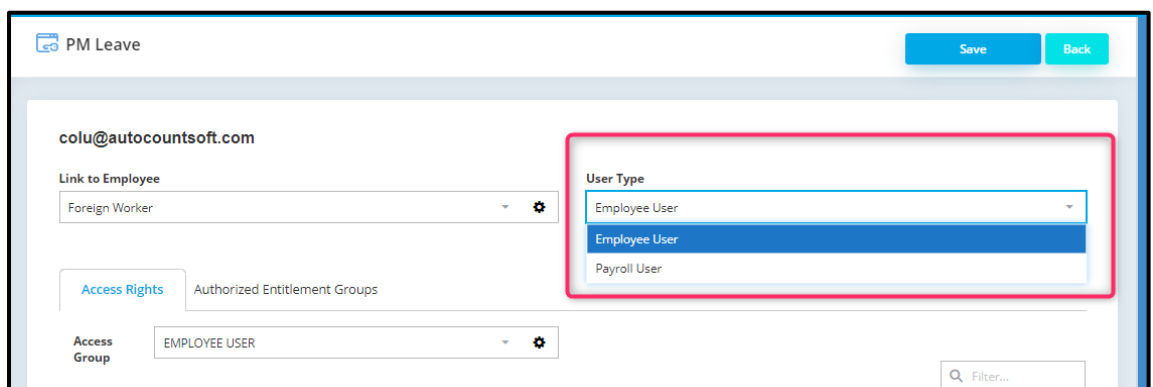 PM Leave
Save
Back
colu@autocountsoft.com
Link to Employee
User Type
Foreign Worker
Employee User
Employee User
Payroll User
Access Rights
Authorized Entitlement Groups
Access
Group
EMPLOYEE USER
Filter...